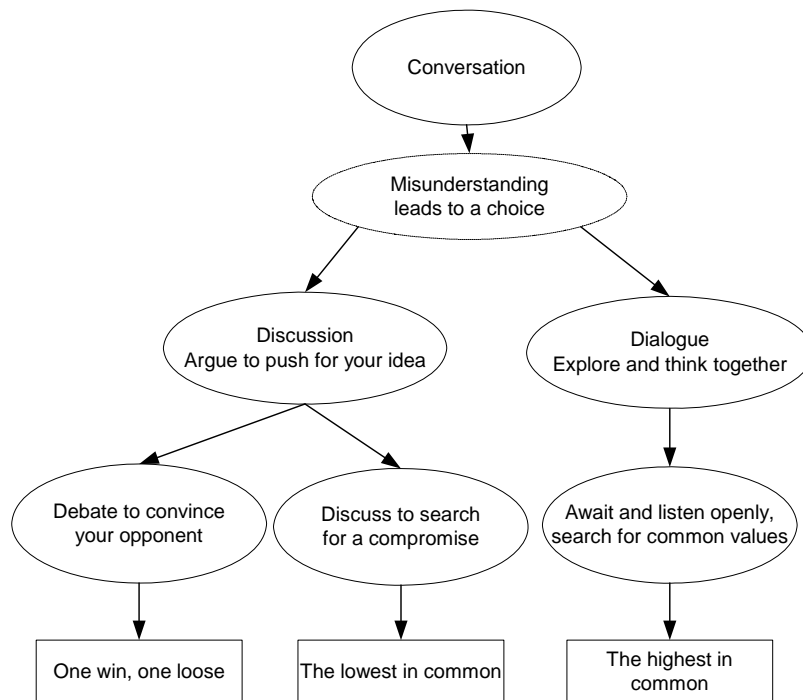 Conversation
Misunderstanding
leads to a choice
Discussion
Argue to push for your idea
Dialogue
Explore and think together
Debate to convince
your opponent
Discuss to search
for a compromise
Await and listen openly,
search for common values
One win, one loose
The lowest in common
The highest in
common